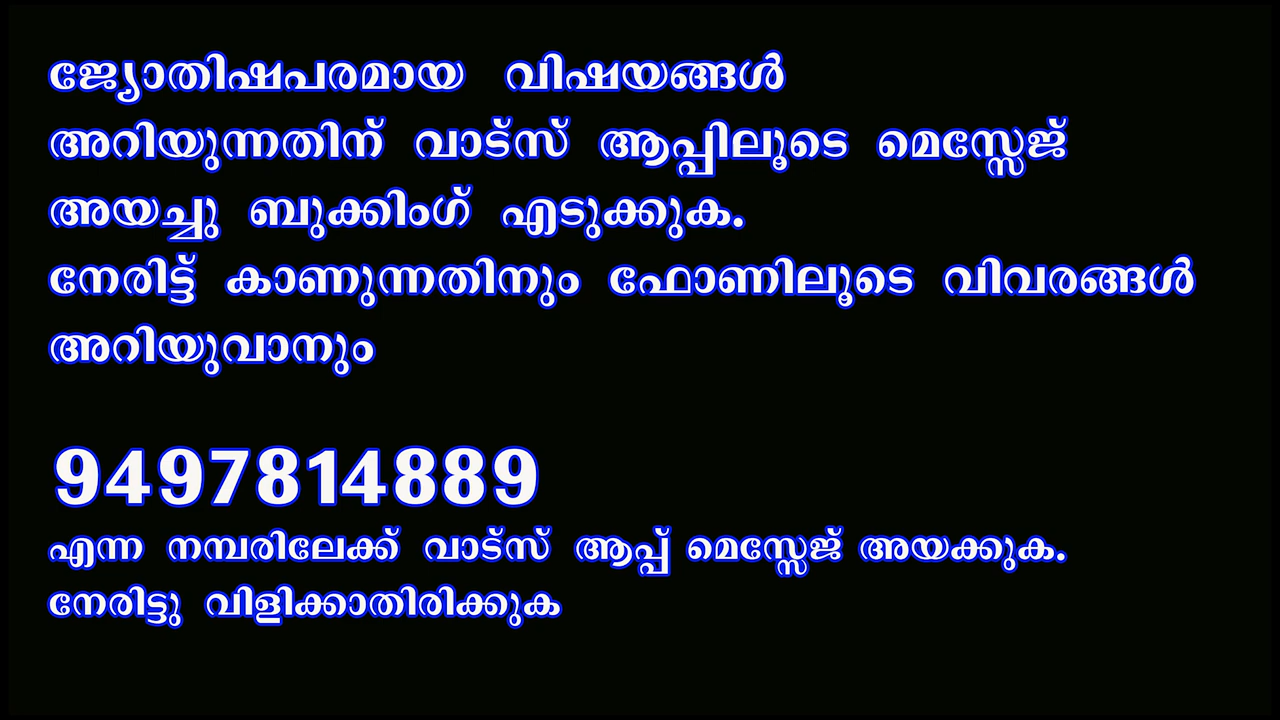 ജ്യോതിഷപരമായ വിഷയങ്ങൾ
അറിയുന്നതിന് വാട്സ് ആപ്പിലൂടെ മെസ്സേജ്
അയച്ചു ബുക്കിംഗ് എടുക്കുക.
നേരിട്ട് കാണുന്നതിനും ഫോണിലൂടെ വിവരങ്ങൾ
അറിയുവാനും
9497814889
എന്ന നമ്പരിലേക്ക് വാട്സ് ആപ്പ് മെസ്സേജ് അയക്കുക.
നേരിട്ടു വിളിക്കാതിരിക്കുക